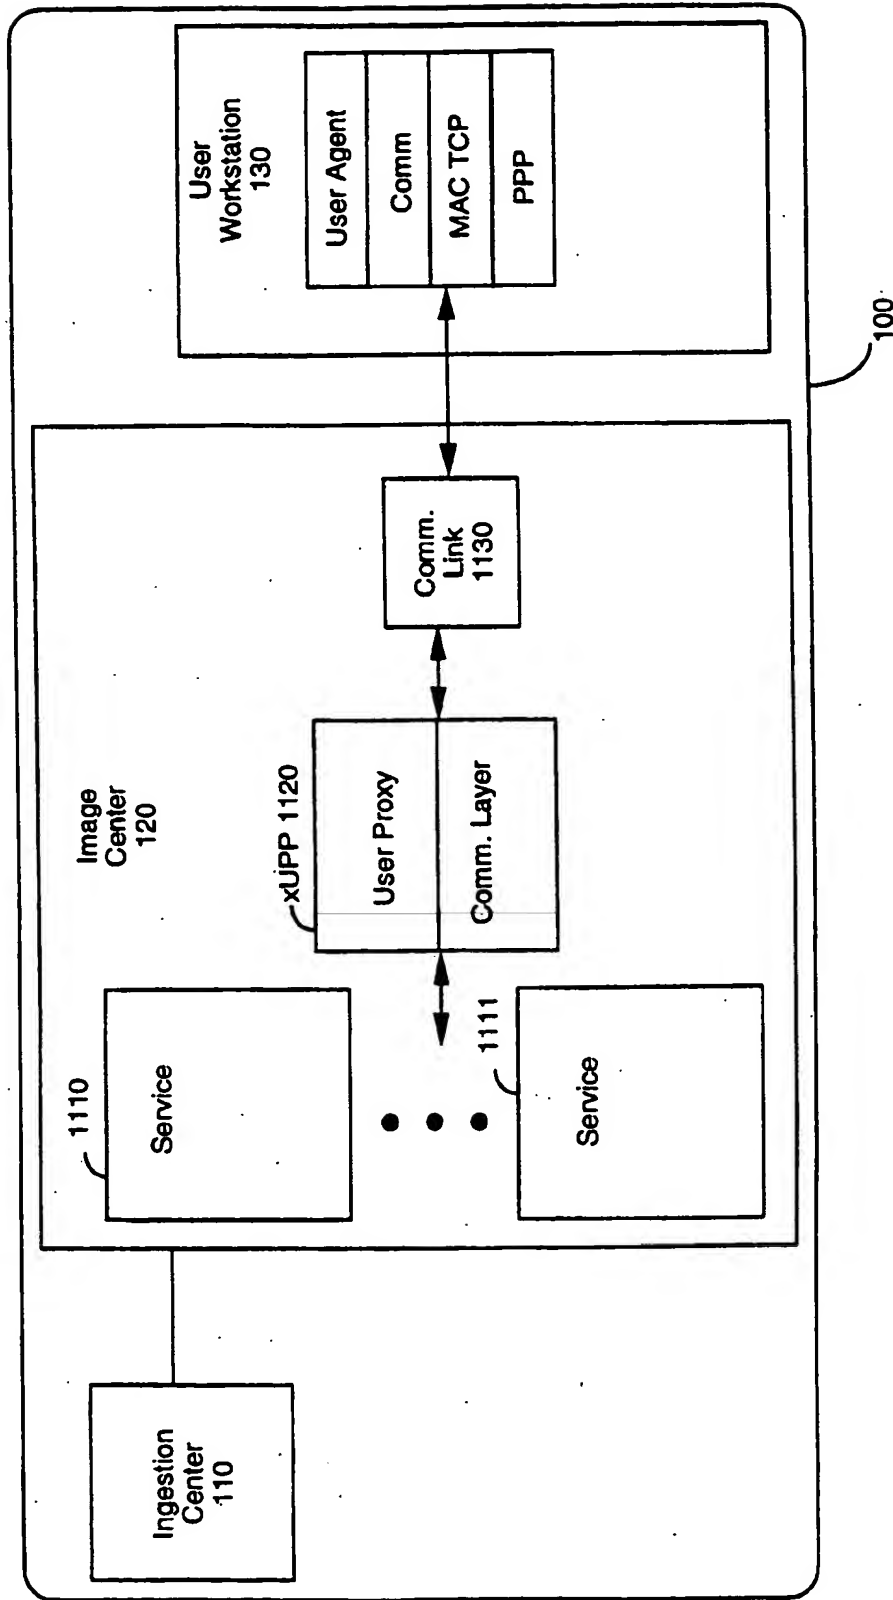 Ingestion
Center
110
1110
Service
1111
Service
Image
Center
120
xUPP 1120
User Proxy
Comm. Layer
Comm.
Link
1130
User
Workstation
130
User Agent
Comm
MAC TCP
PPP
100